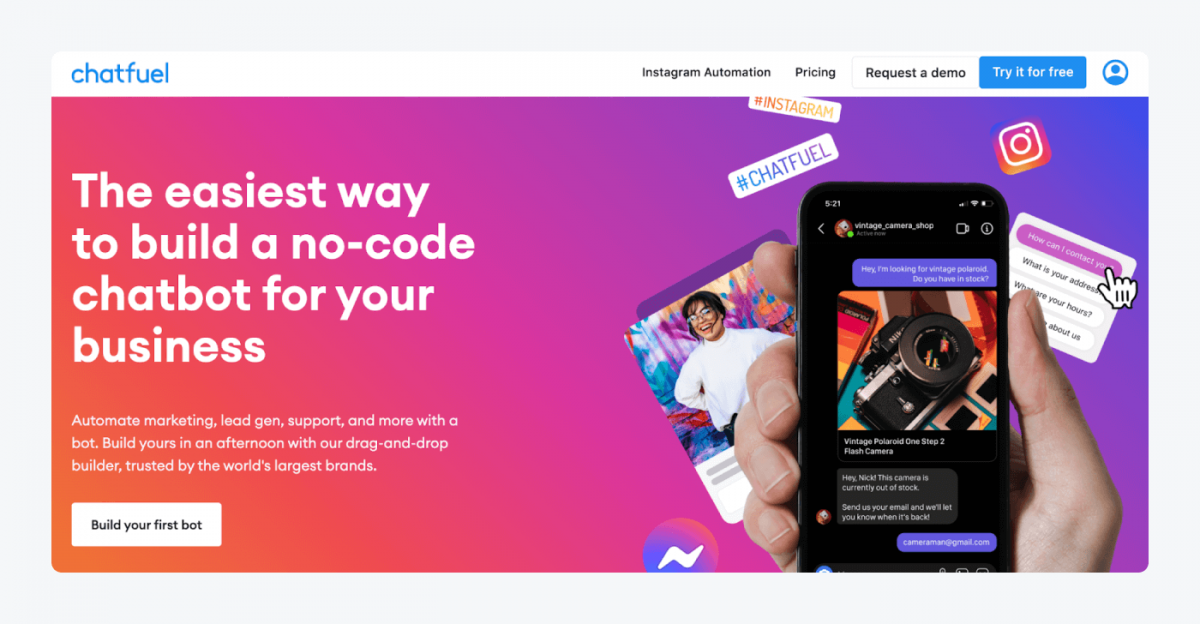 chatfuel
Instagram Automation
Pricing
Request a demo
Try it for free
The easiest way
to build a no-code
chatbot for your
business
Automate marketing, lead gen, support, and more with a
bot. Build yours in an afternoon with our drag-and-drop
builder, trusted by the world's largest brands.
Build your first bot
#INSTAGRAM
#CHATFUEL
5:21
vintage_camera_shop
Active now
Hey, I'm looking for vintage polaroid.
Do you have in stock?
Vintage Polaroid One Step 2
Flash Camera
Hey, Nick! This camera is
currently out of stock.
Send us your email and we'll let
you know when it's back!
cameraman@gmail.com
How can I contact you?
What is your address
What are your hours?
about us